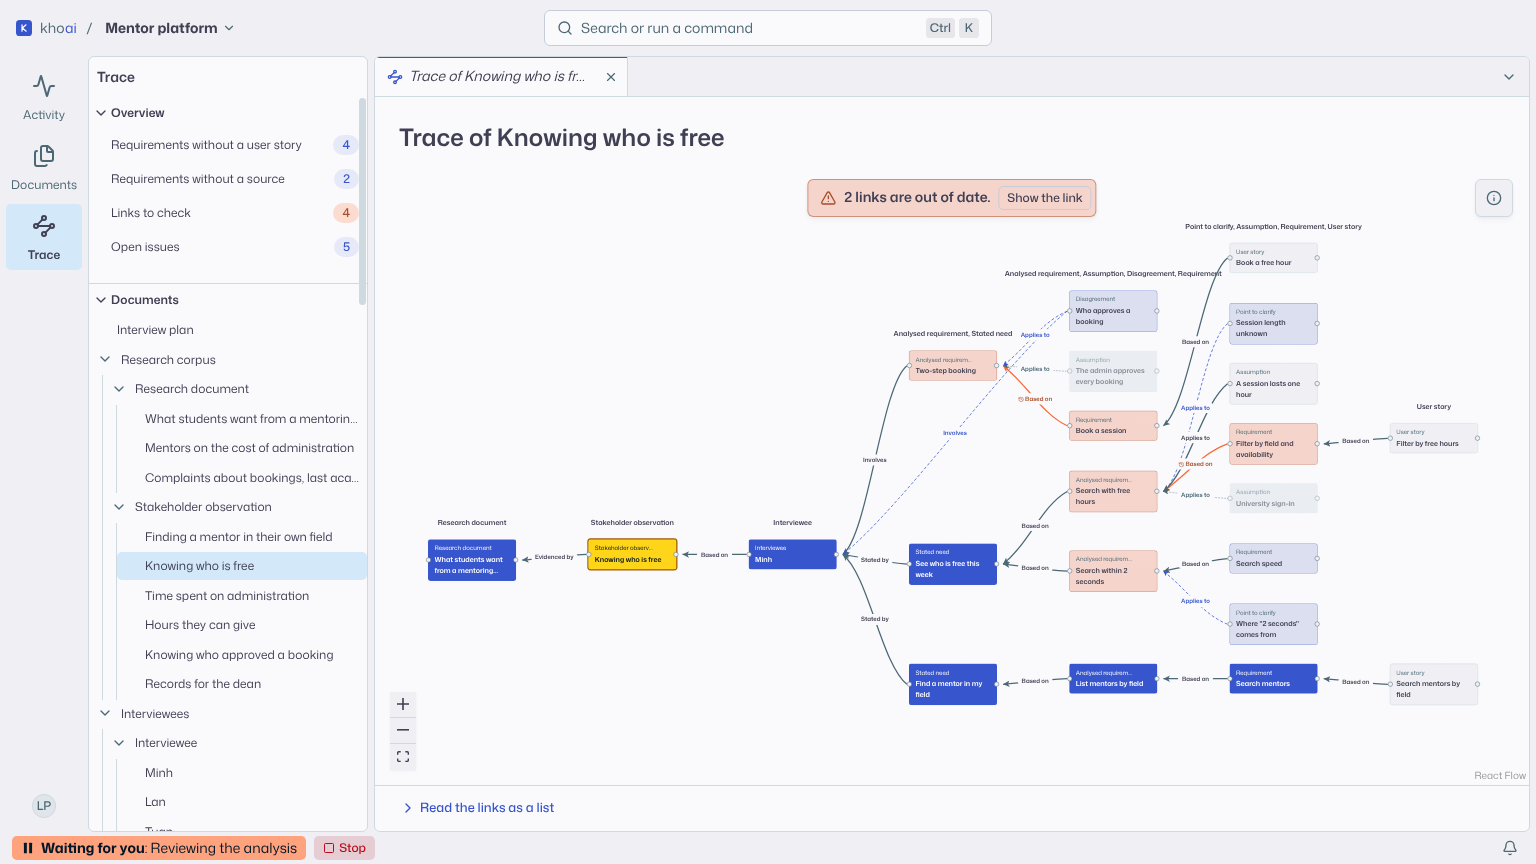 khoai / Mentor platform
Search or run a command Ctrl K
Activity
Documents
Trace
LP
Trace
Overview
Requirements without a user story 4
Requirements without a source 2
Links to check 4
Open issues 5
Documents
Interview plan
Research corpus
Research document
What students want from a mentorin...
Mentors on the cost of administration
Complaints about bookings, last aca...
Stakeholder observation
Finding a mentor in their own field
Knowing who is free
Time spent on administration
Hours they can give
Knowing who approved a booking
Records for the dean
Interviewees
Interviewee
Minh
Lan
Trace of Knowing who is fr...
Trace of Knowing who is free
2 links are out of date. Show the link
Research document
Research document
What students want
from a mentoring...
Evidenced by
Stakeholder observation
Stakeholder observ...
Knowing who is free
Based on
Interviewee
Interviewee
Minh
Involves
Involves
Stated by
Stated by
Analysed requirement, Stated need
Analysed requirem...
Two-step booking
Stated need
See who is free this
week
Stated need
Find a mentor in my
field
Applies to
Applies to
Based on
Based on
Based on
Based on
Analysed requirement, Assumption, Disagreement, Requirement
Disagreement
Who approves a
booking
Assumption
The admin approves
every booking
Requirement
Book a session
Analysed requirem...
Search with free
hours
Analysed requirem...
Search within 2
seconds
Analysed requirem...
List mentors by field
Based on
Applies to
Applies to
Based on
Applies to
Based on
Applies to
Based on
Point to clarify, Assumption, Requirement, User story
User story
Book a free hour
Point to clarify
Session length
unknown
Assumption
A session lasts one
hour
Requirement
Filter by field and
availability
Assumption
University sign-in
Requirement
Search speed
Point to clarify
Where "2 seconds"
comes from
Requirement
Search mentors
Based on
Based on
User story
User story
Filter by free hours
User story
Search mentors by
field
React Flow
Read the links as a list
Waiting for you: Reviewing the analysis
Stop